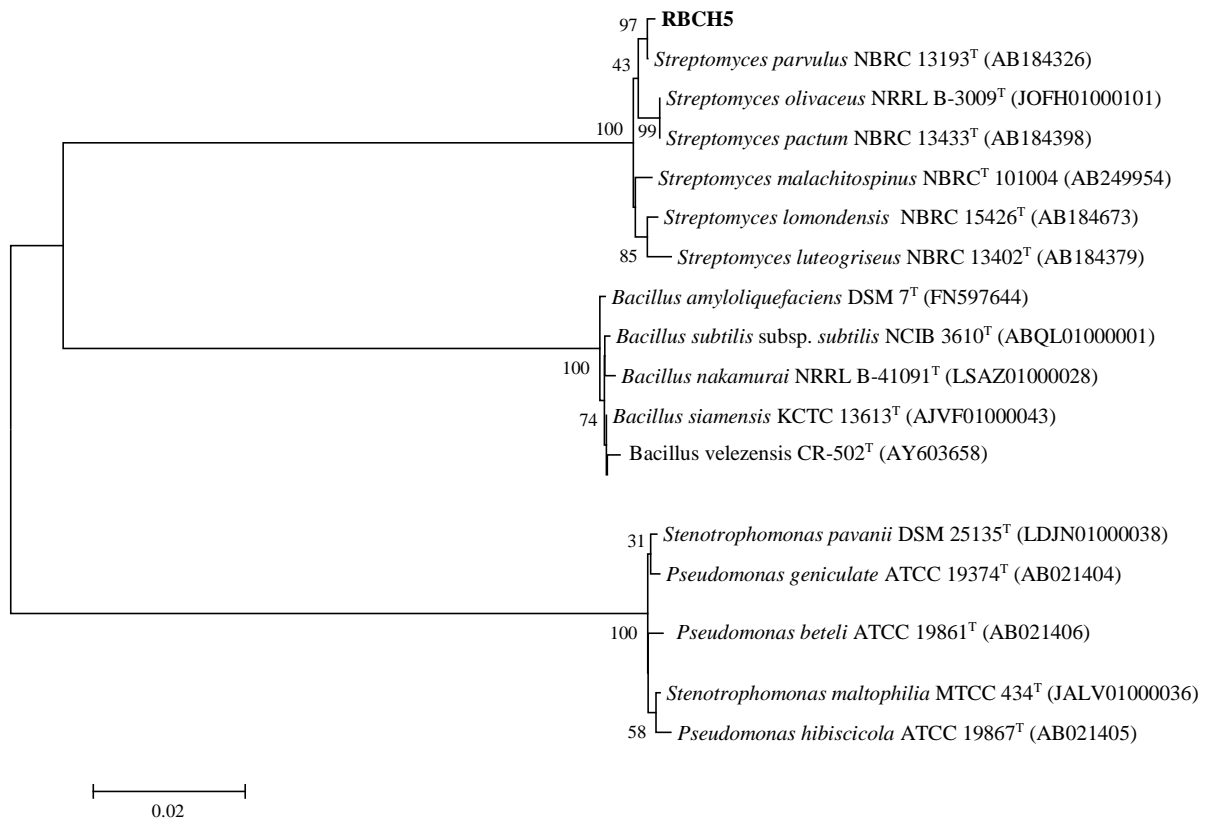 97
RBCH5
43
Streptomyces parvulus NBRC 13193ᵀ (AB184326)
Streptomyces olivaceus NRRL B-3009ᵀ (JOFH01000101)
100
99
Streptomyces pactum NBRC 13433ᵀ (AB184398)
Streptomyces malachitospinus NBRCᵀ 101004 (AB249954)
Streptomyces lomondensis NBRC 15426ᵀ (AB184673)
85
Streptomyces luteogriseus NBRC 13402ᵀ (AB184379)
Bacillus amyloliquefaciens DSM 7ᵀ (FN597644)
Bacillus subtilis subsp. subtilis NCIB 3610ᵀ (ABQL01000001)
100
Bacillus nakamurai NRRL B-41091ᵀ (LSAZ01000028)
74
Bacillus siamensis KCTC 13613ᵀ (AJVF01000043)
Bacillus velezensis CR-502ᵀ (AY603658)
31
Stenotrophomonas pavanii DSM 25135ᵀ (LDJN01000038)
Pseudomonas geniculate ATCC 19374ᵀ (AB021404)
100
Pseudomonas beteli ATCC 19861ᵀ (AB021406)
Stenotrophomonas maltophilia MTCC 434ᵀ (JALV01000036)
58
Pseudomonas hibiscicola ATCC 19867ᵀ (AB021405)
0.02